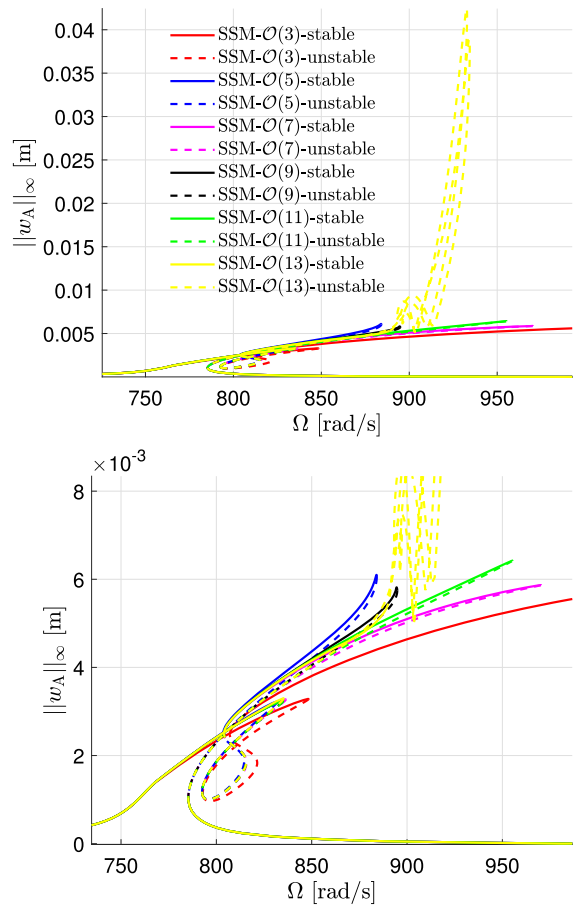 0.04
0.035
0.03
0.025
0.02
0.015
0.01
0.005
||w_A||_∞ [m]
SSM-𝒪(3)-stable
SSM-𝒪(3)-unstable
SSM-𝒪(5)-stable
SSM-𝒪(5)-unstable
SSM-𝒪(7)-stable
SSM-𝒪(7)-unstable
SSM-𝒪(9)-stable
SSM-𝒪(9)-unstable
SSM-𝒪(11)-stable
SSM-𝒪(11)-unstable
SSM-𝒪(13)-stable
SSM-𝒪(13)-unstable
750 800 850 900 950
Ω [rad/s]
×10⁻³
8
6
4
2
0
||w_A||_∞ [m]
750 800 850 900 950
Ω [rad/s]